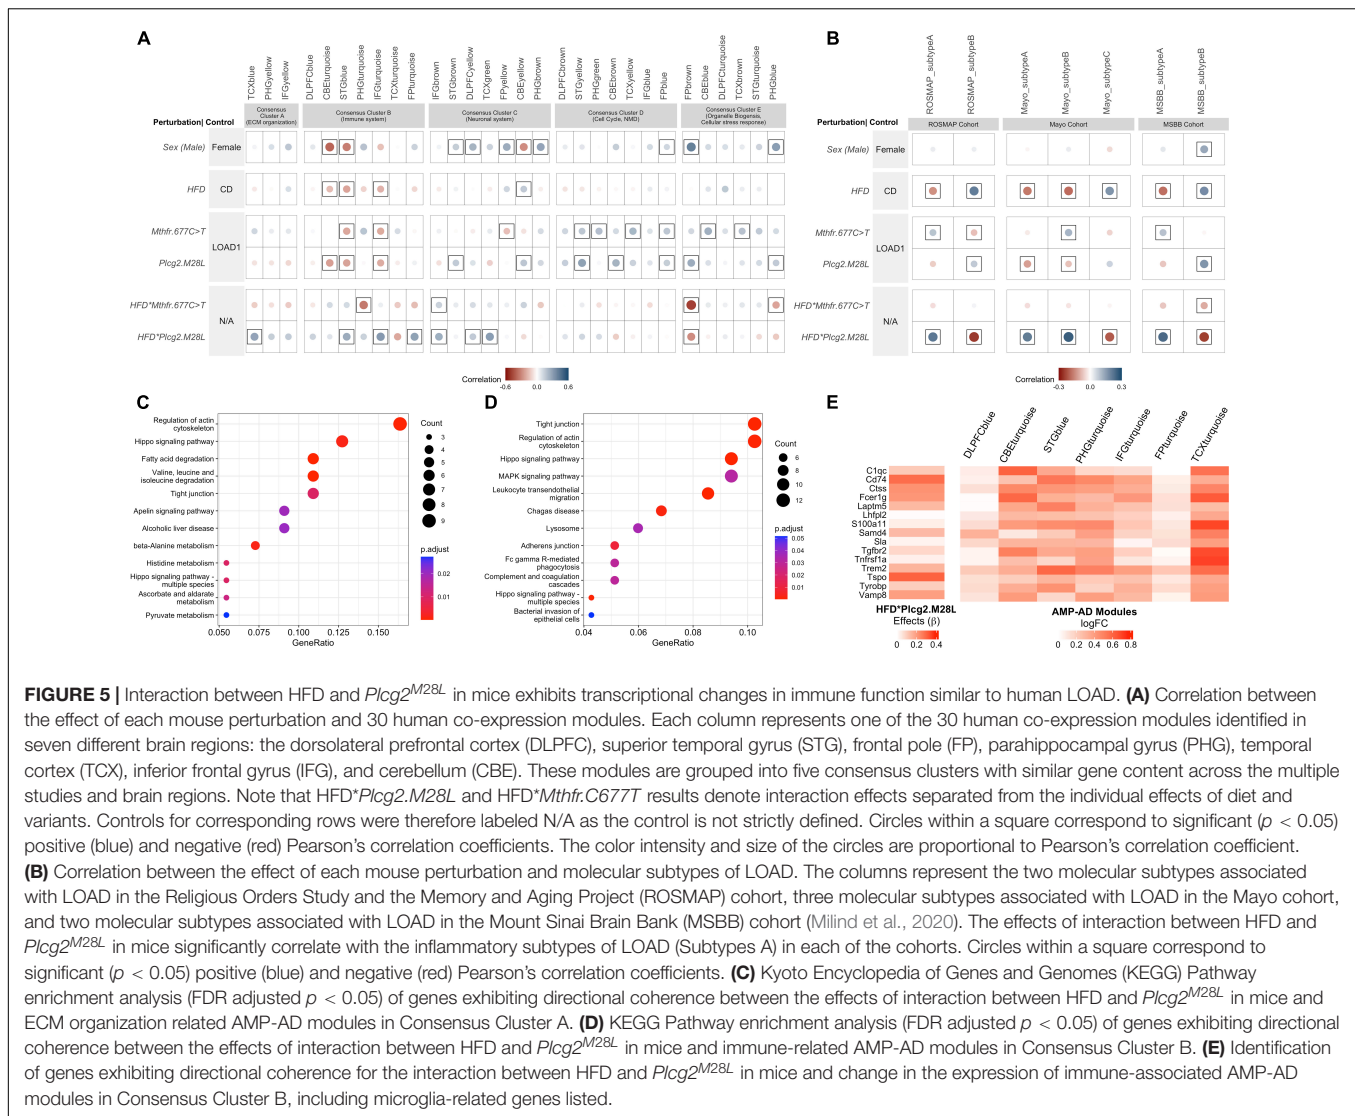 A
B
TCXblue
PHGyellow
IFGyellow
DLPFCblue
CBEturquoise
STGblue
PHGturquoise
IFGturquoise
TCXturquoise
FPturquoise
IFGbrown
STGbrown
DLPFCyellow
TCXgreen
FPyellow
CBEyellow
PHGbrown
DLPFCbrown
STGyellow
PHGgreen
CBEbrown
TCXyellow
IFGblue
FPblue
FPbrown
CBEblue
DLPFCturquoise
TCXbrown
STGturquoise
PHGblue
Consensus
Cluster A
(ECM organization)
Consensus Cluster B
(Immune system)
Consensus Cluster C
(Neuronal system)
Consensus Cluster D
(Cell Cycle, NMD)
Consensus Cluster E
(Organelle Biogensis,
Cellular stress response)
Perturbation| Control
Sex (Male) Female
HFD CD
Mthfr.677C>T
LOAD1
Plcg2.M28L
HFD*Mthfr.677C>T
N/A
HFD*Plcg2.M28L
Correlation
-0.6 0.0 0.6
ROSMAP_subtypeA
ROSMAP_subtypeB
Mayo_subtypeA
Mayo_subtypeB
Mayo_subtypeC
MSBB_subtypeA
MSBB_subtypeB
Perturbation| Control
ROSMAP Cohort Mayo Cohort MSBB Cohort
Sex (Male) Female
HFD CD
Mthfr.677C>T
LOAD1
Plcg2.M28L
HFD*Mthfr.677C>T
N/A
HFD*Plcg2.M28L
Correlation
-0.3 0.0 0.3
C
Regulation of actin
cytoskeleton
Hippo signaling pathway
Fatty acid degradation
Valine, leucine and
isoleucine degradation
Tight junction
Apelin signaling pathway
Alcoholic liver disease
beta-Alanine metabolism
Histidine metabolism
Hippo signaling pathway -
multiple species
Ascorbate and aldarate
metabolism
Pyruvate metabolism
0.050 0.075 0.100 0.125 0.150
GeneRatio
Count
3
4
5
6
7
8
9
p.adjust
0.02
0.01
D
Tight junction
Regulation of actin
cytoskeleton
Hippo signaling pathway
MAPK signaling pathway
Leukocyte transendothelial
migration
Chagas disease
Lysosome
Adherens junction
Fc gamma R-mediated
phagocytosis
Complement and coagulation
cascades
Hippo signaling pathway -
multiple species
Bacterial invasion of
epithelial cells
0.04 0.06 0.08 0.10
GeneRatio
Count
6
8
10
12
p.adjust
0.05
0.04
0.03
0.02
0.01
0.00
E
DLPFCblue
CBEturquoise
STGblue
PHGturquoise
IFGturquoise
FPturquoise
TCXturquoise
C1qc
Cd74
Ctss
Fcer1g
Laptm5
Lhfpl2
S100a11
Samd4
Sla
Tgfbr2
Tnfrsf1a
Trem2
Tspo
Tyrobp
Vamp8
HFD*Plcg2.M28L
Effects (β)
0 0.2 0.4
AMP-AD Modules
logFC
0 0.2 0.4 0.6 0.8
FIGURE 5 | Interaction between HFD and Plcg2M28L in mice exhibits transcriptional changes in immune function similar to human LOAD. (A) Correlation between
the effect of each mouse perturbation and 30 human co-expression modules. Each column represents one of the 30 human co-expression modules identified in
seven different brain regions: the dorsolateral prefrontal cortex (DLPFC), superior temporal gyrus (STG), frontal pole (FP), parahippocampal gyrus (PHG), temporal
cortex (TCX), inferior frontal gyrus (IFG), and cerebellum (CBE). These modules are grouped into five consensus clusters with similar gene content across the multiple
studies and brain regions. Note that HFD*Plcg2.M28L and HFD*Mthfr.C677T results denote interaction effects separated from the individual effects of diet and
variants. Controls for corresponding rows were therefore labeled N/A as the control is not strictly defined. Circles within a square correspond to significant (p < 0.05)
positive (blue) and negative (red) Pearson's correlation coefficients. The color intensity and size of the circles are proportional to Pearson's correlation coefficient.
(B) Correlation between the effect of each mouse perturbation and molecular subtypes of LOAD. The columns represent the two molecular subtypes associated
with LOAD in the Religious Orders Study and the Memory and Aging Project (ROSMAP) cohort, three molecular subtypes associated with LOAD in the Mayo cohort,
and two molecular subtypes associated with LOAD in the Mount Sinai Brain Bank (MSBB) cohort (Milind et al., 2020). The effects of interaction between HFD and
Plcg2M28L in mice significantly correlate with the inflammatory subtypes of LOAD (Subtypes A) in each of the cohorts. Circles within a square correspond to
significant (p < 0.05) positive (blue) and negative (red) Pearson's correlation coefficients. (C) Kyoto Encyclopedia of Genes and Genomes (KEGG) Pathway
enrichment analysis (FDR adjusted p < 0.05) of genes exhibiting directional coherence between the effects of interaction between HFD and Plcg2M28L in mice and
ECM organization related AMP-AD modules in Consensus Cluster A. (D) KEGG Pathway enrichment analysis (FDR adjusted p < 0.05) of genes exhibiting directional
coherence between the effects of interaction between HFD and Plcg2M28L in mice and immune-related AMP-AD modules in Consensus Cluster B. (E) Identification
of genes exhibiting directional coherence for the interaction between HFD and Plcg2M28L in mice and change in the expression of immune-associated AMP-AD
modules in Consensus Cluster B, including microglia-related genes listed.